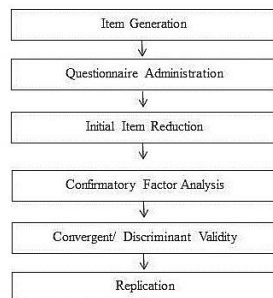 Item Generation
Questionnaire Administration
Initial Item Reduction
Confirmatory Factor Analysis
Convergent/ Discriminant Validity
Replication